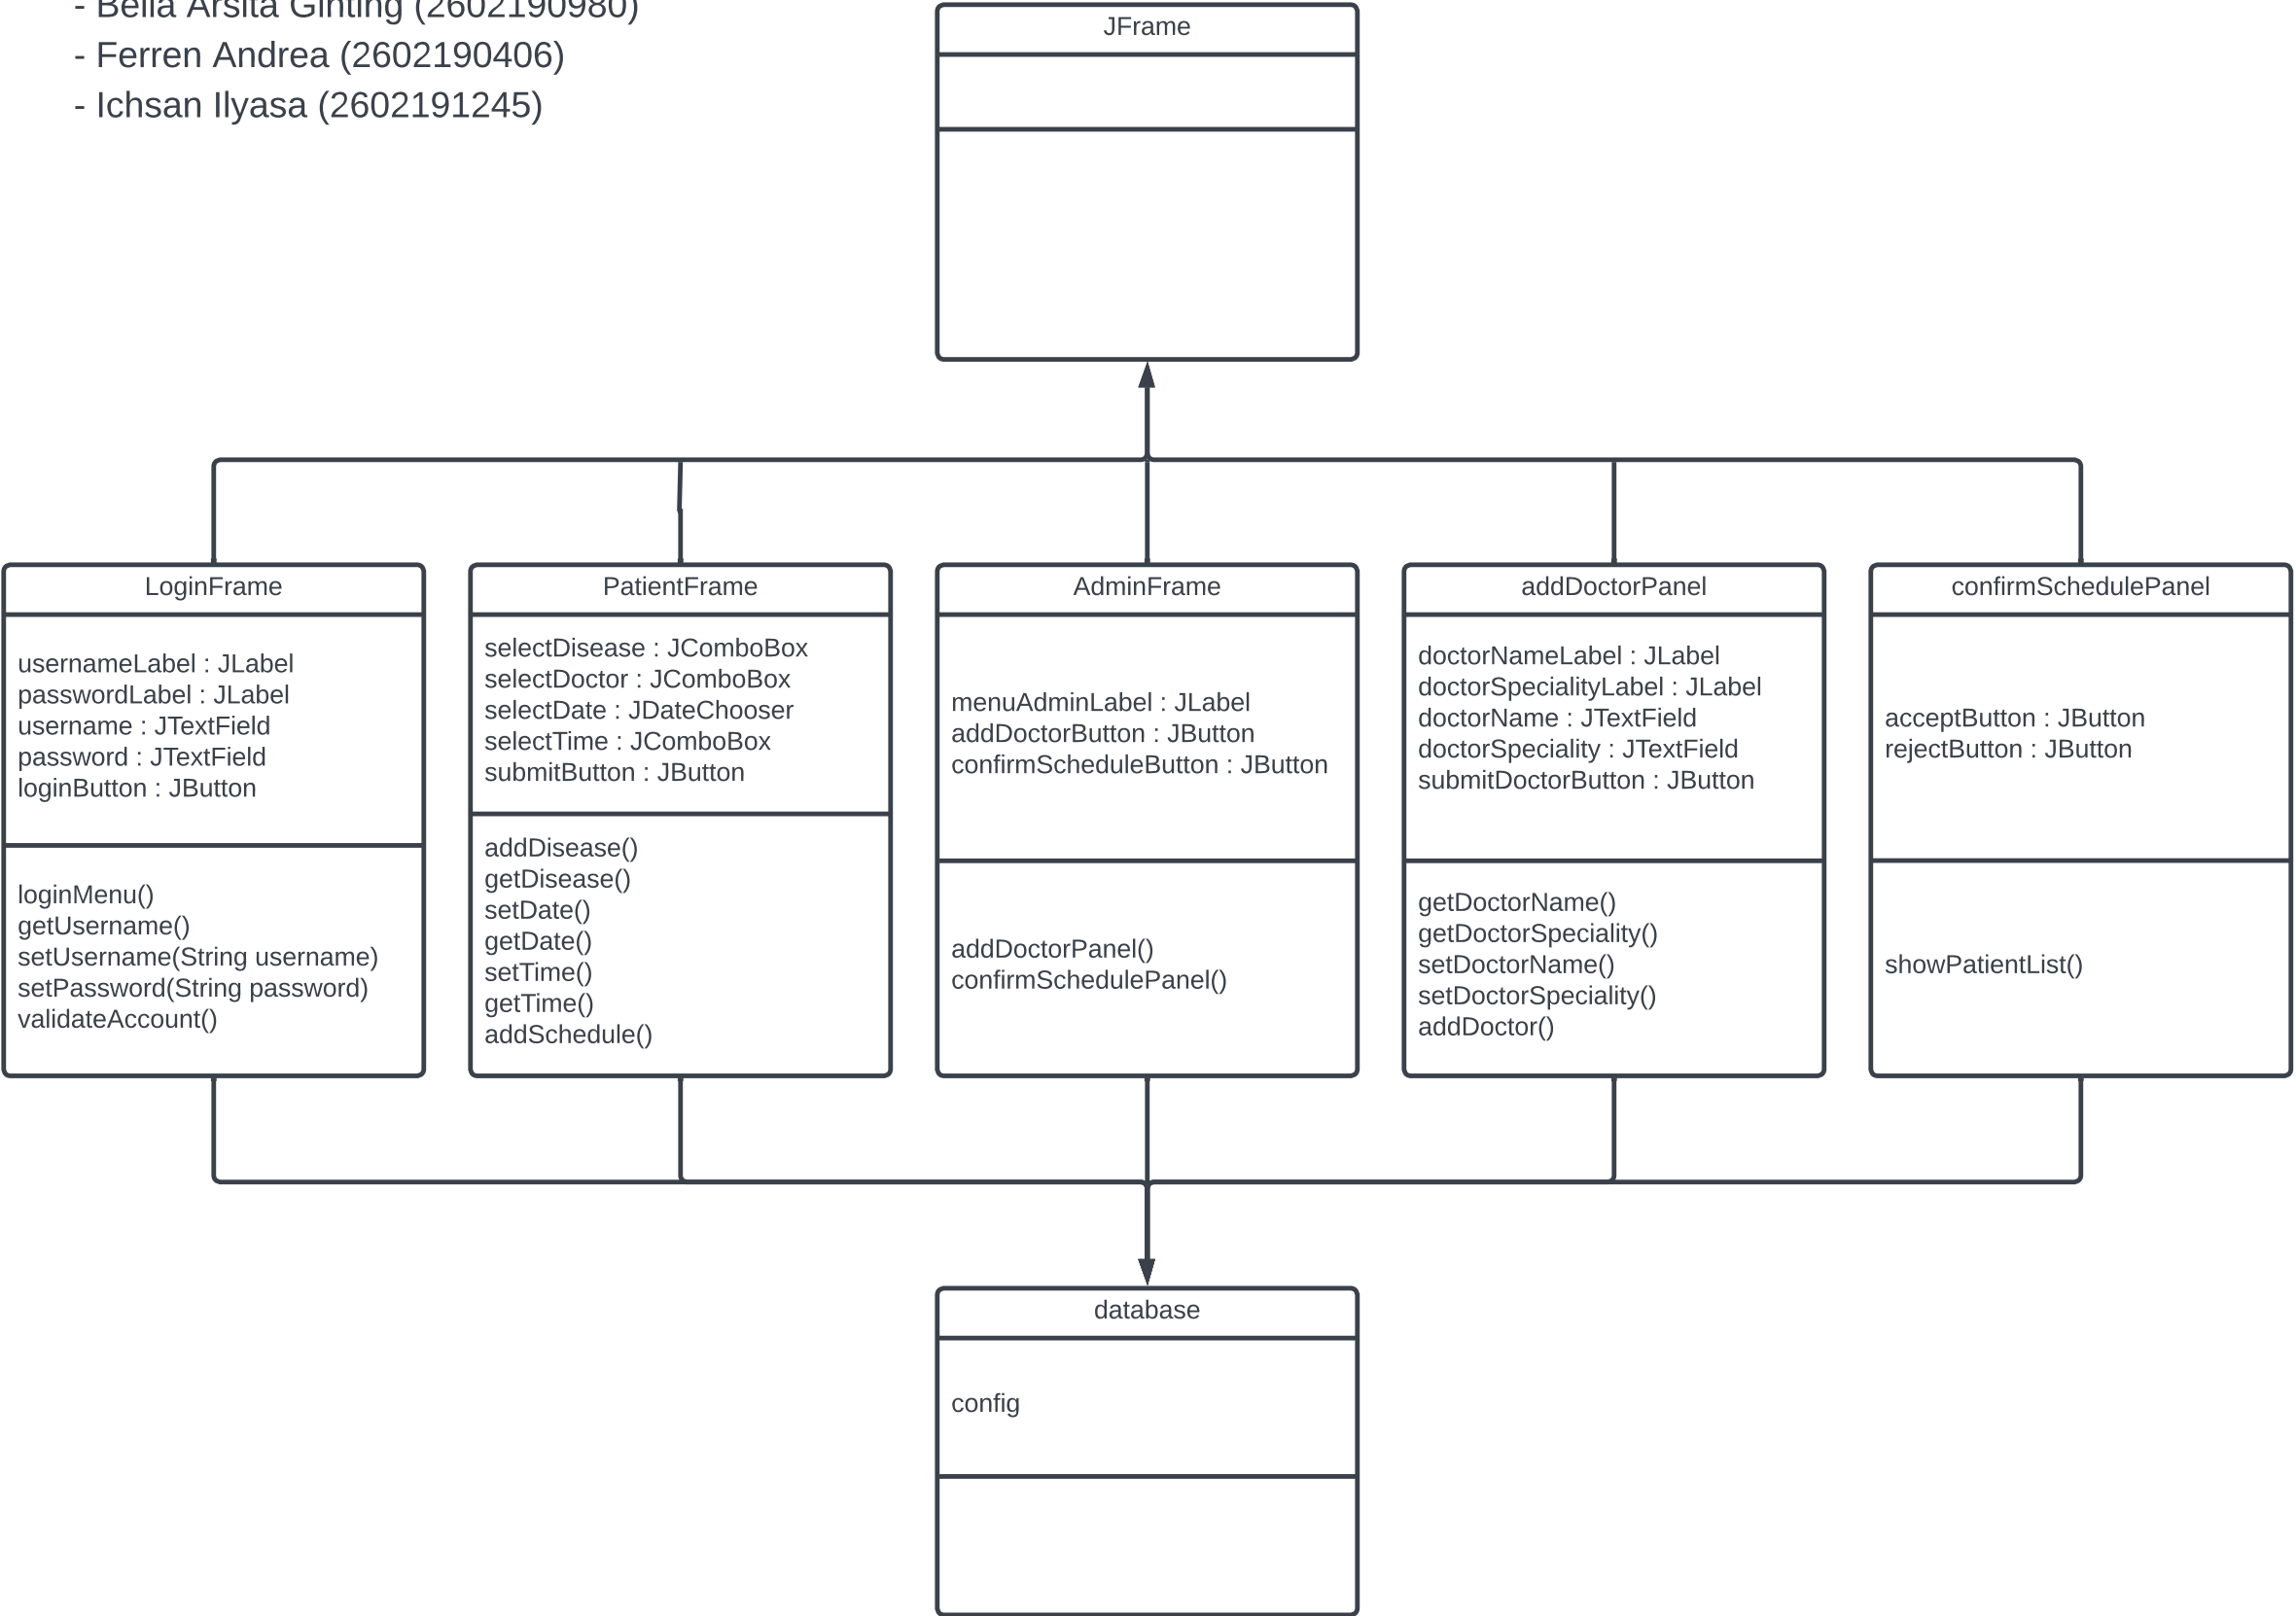 - Bella Arsita Ginting (2602190980)
- Ferren Andrea (2602190406)
- Ichsan Ilyasa (2602191245)
JFrame
LoginFrame
usernameLabel : JLabel
passwordLabel : JLabel
username : JTextField
password : JTextField
loginButton : JButton
loginMenu()
getUsername()
setUsername(String username)
setPassword(String password)
validateAccount()
PatientFrame
selectDisease : JComboBox
selectDoctor : JComboBox
selectDate : JDateChooser
selectTime : JComboBox
submitButton : JButton
addDisease()
getDisease()
setDate()
getDate()
setTime()
getTime()
addSchedule()
AdminFrame
menuAdminLabel : JLabel
addDoctorButton : JButton
confirmScheduleButton : JButton
addDoctorPanel()
confirmSchedulePanel()
addDoctorPanel
doctorNameLabel : JLabel
doctorSpecialityLabel : JLabel
doctorName : JTextField
doctorSpeciality : JTextField
submitDoctorButton : JButton
getDoctorName()
getDoctorSpeciality()
setDoctorName()
setDoctorSpeciality()
addDoctor()
confirmSchedulePanel
acceptButton : JButton
rejectButton : JButton
showPatientList()
database
config